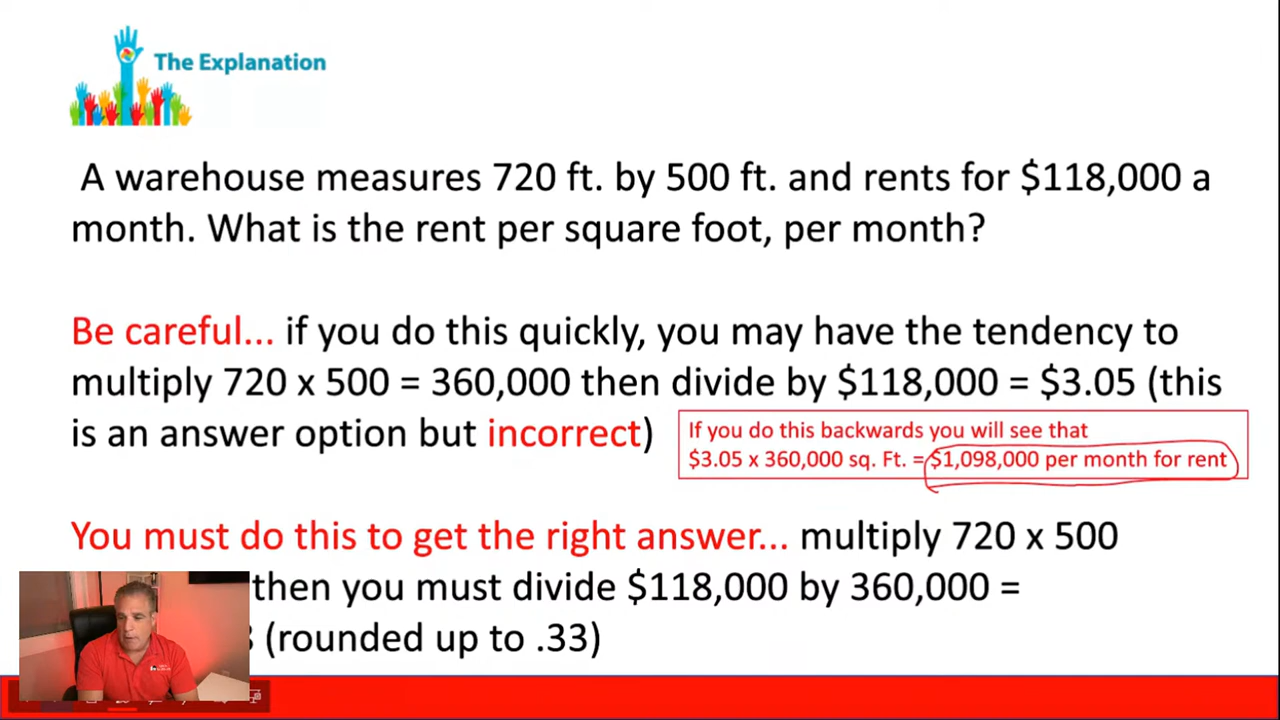 The Explanation
A warehouse measures 720 ft. by 500 ft. and rents for $118,000 a
month. What is the rent per square foot, per month?
Be careful... if you do this quickly, you may have the tendency to
multiply 720 x 500 = 360,000 then divide by $118,000 = $3.05 (this
is an answer option but incorrect)
If you do this backwards you will see that
$3.05 x 360,000 sq. Ft. = $1,098,000 per month for rent
You must do this to get the right answer... multiply 720 x 500
then you must divide $118,000 by 360,000 =
(rounded up to .33)